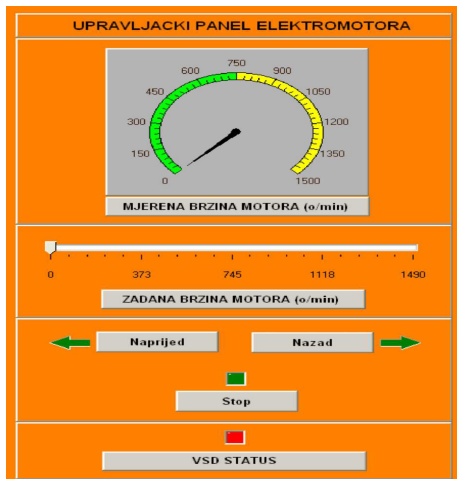 UPRAVLJACKI PANEL ELEKTROMOTORA
750
600 900
450 1050
300 1200
150 1350
0 1500
MJERENA BRZINA MOTORA (o/min)
0 373 745 1118 1490
ZADANA BRZINA MOTORA (o/min)
Naprijed Nazad
Stop
VSD STATUS